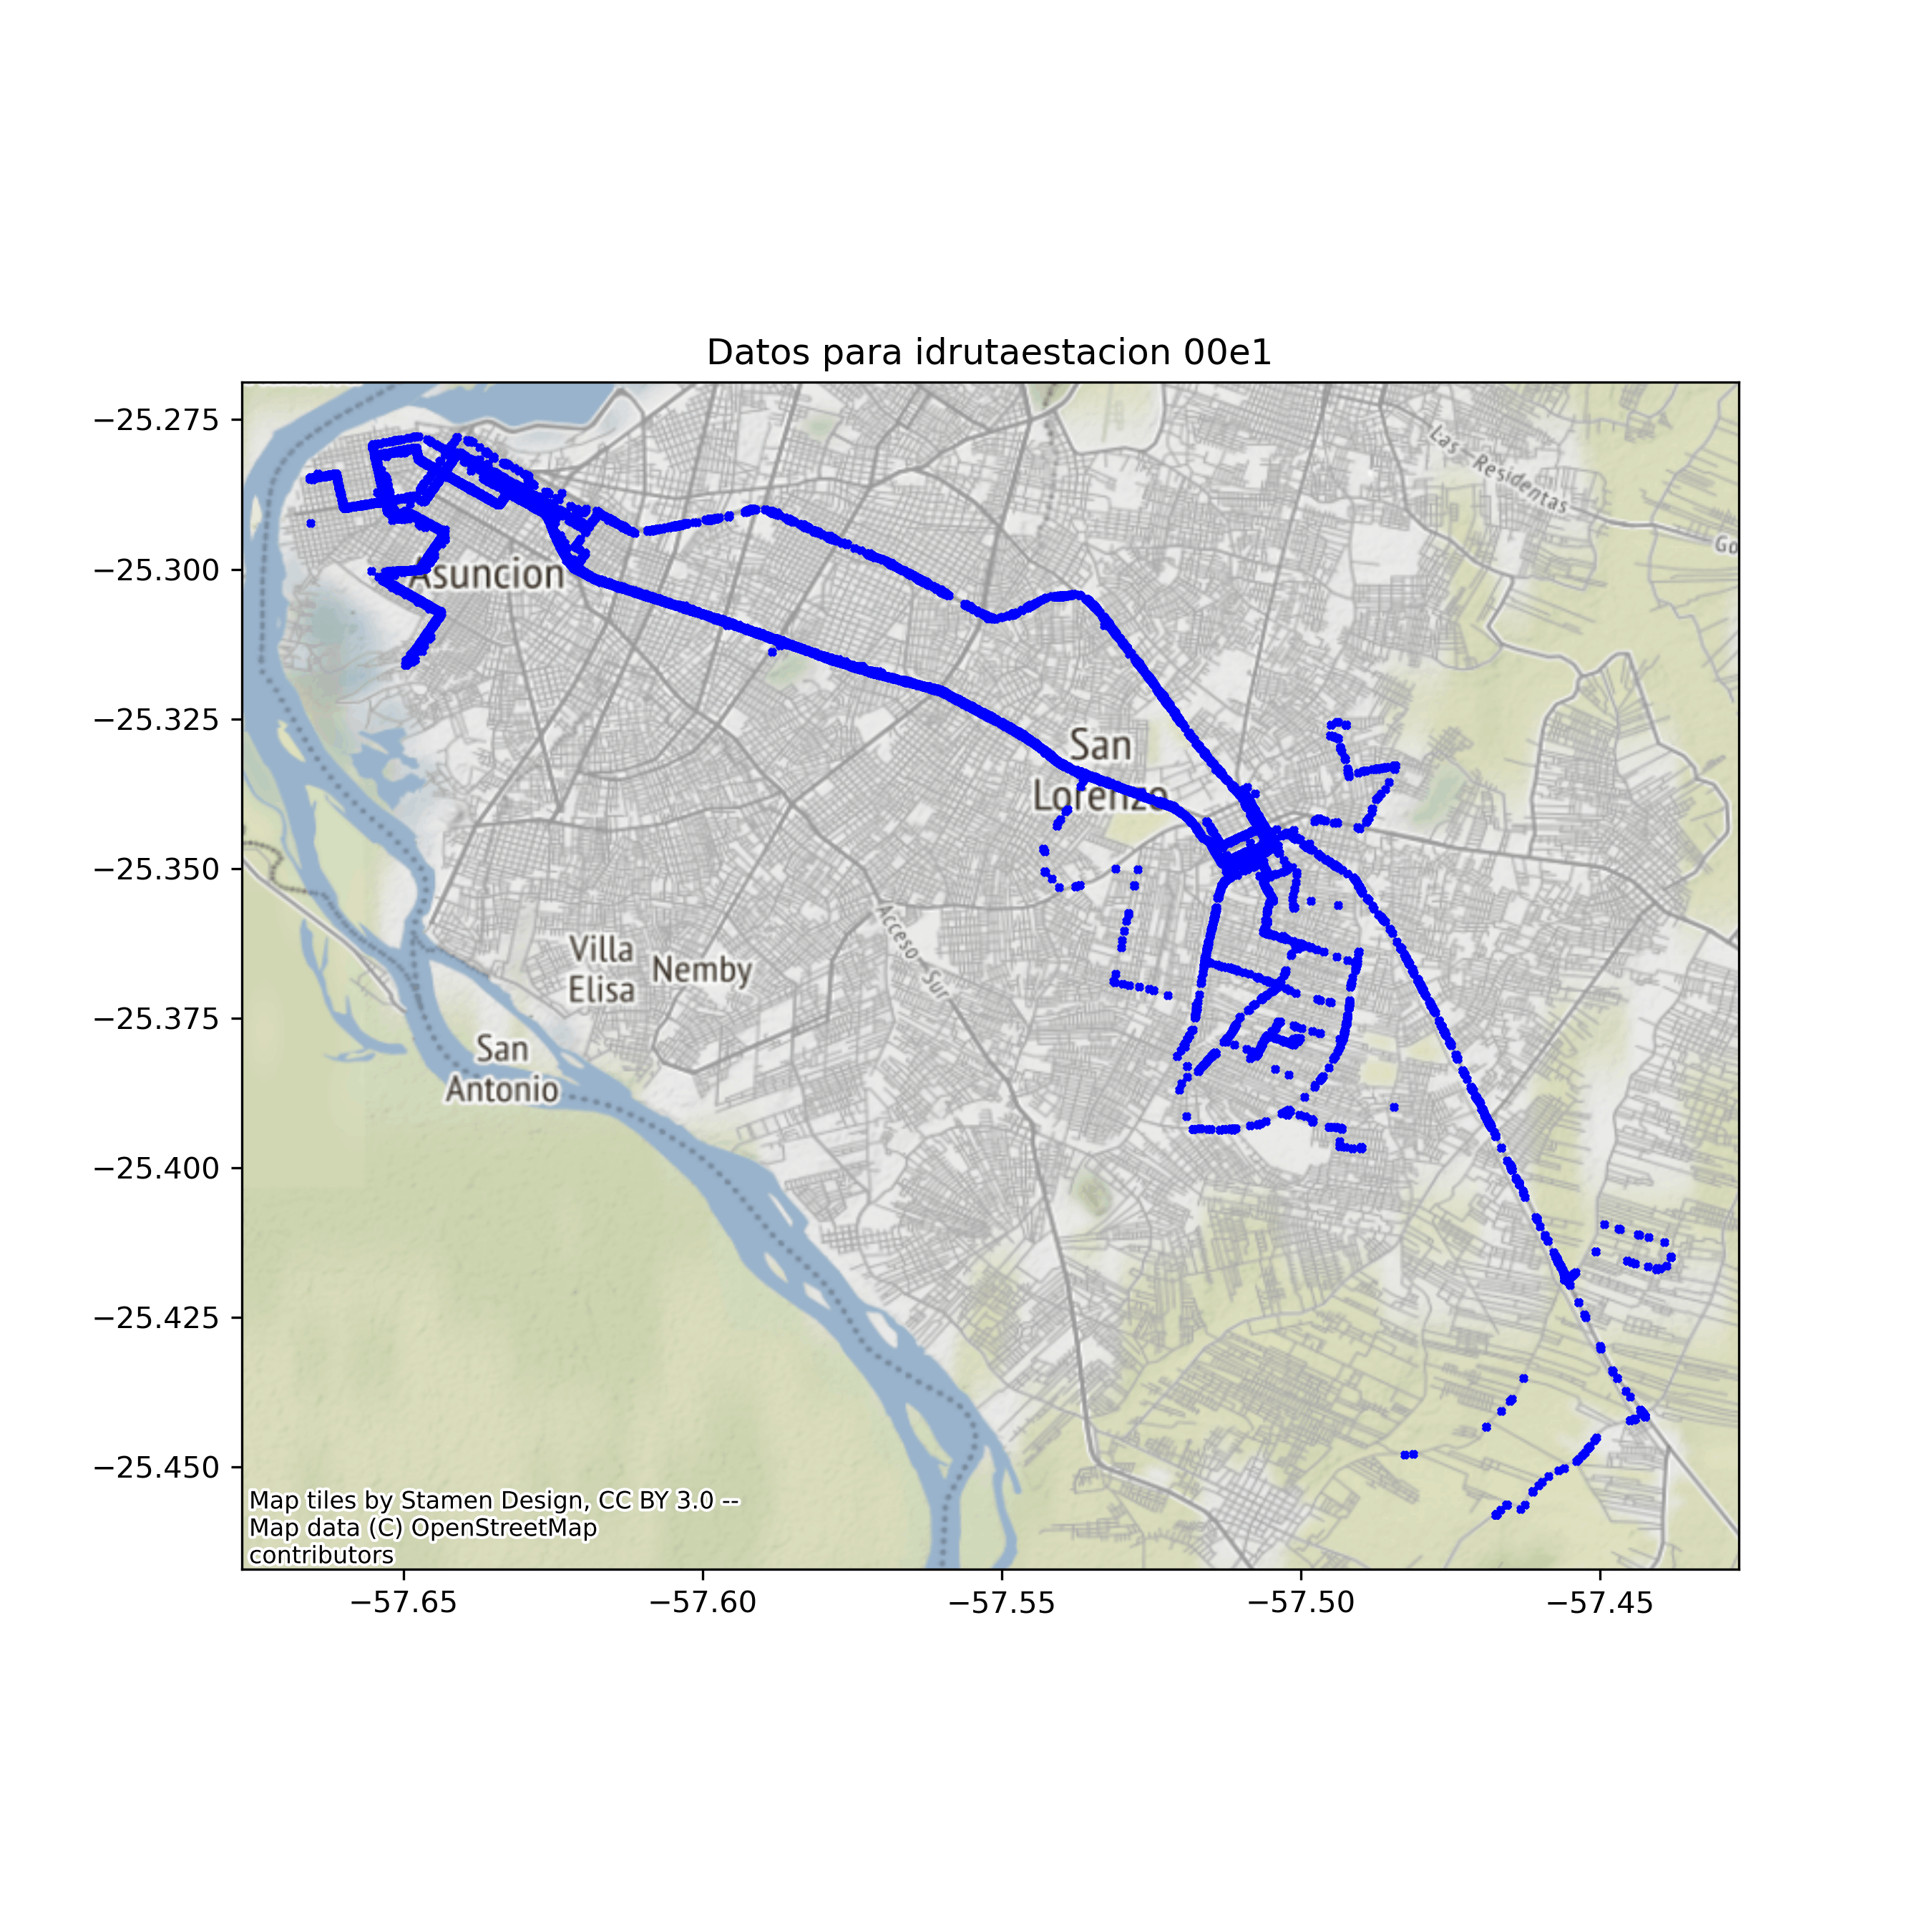 Datos para idrutaestacion 00e1
−25.275
−25.300
−25.325
−25.350
−25.375
−25.400
−25.425
−25.450
Las Residentas
Go
Asuncion
San
Lorenzo
Acceso Sur
Villa
Elisa
Nemby
San
Antonio
Map tiles by Stamen Design, CC BY 3.0 --
Map data (C) OpenStreetMap
contributors
−57.65
−57.60
−57.55
−57.50
−57.45